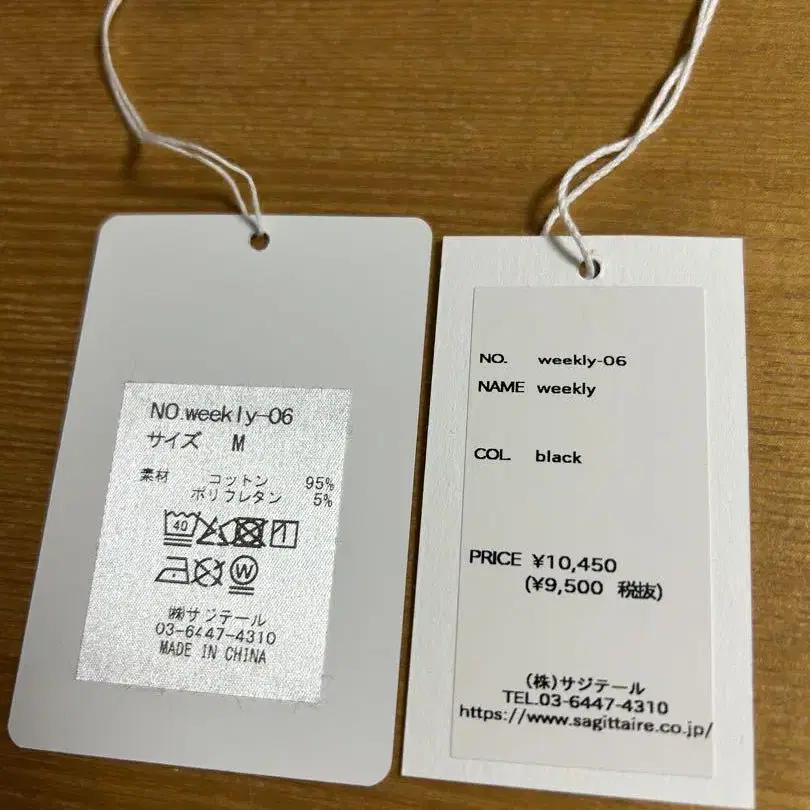 NO.weekly-06
サイズ M
素材 コットン 95%
ポリウレタン 5%
40
W
(株)サジテール
03-6447-4310
MADE IN CHINA
NO. weekly-06
NAME weekly
COL. black
PRICE ¥10,450
(¥9,500 税抜)
(株)サジテール
TEL.03-6447-4310
https://www.sagittaire.co.jp/